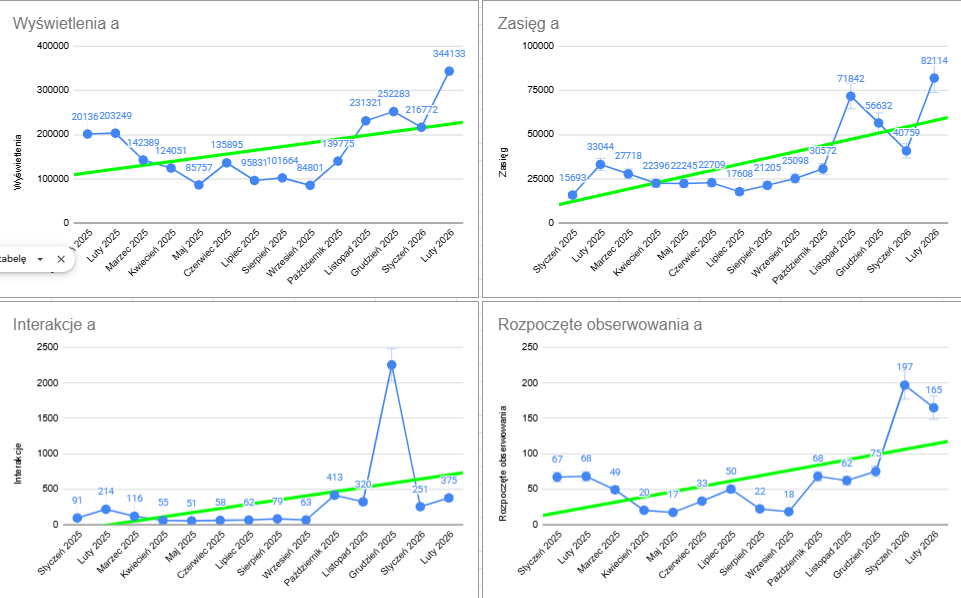 Wyświetlenia a
400000
300000
200000
100000
0
Wyświetlenia
20136 203249
142389
124051
85757
135895
95831 101664
84801
139775
231321
252283
216772
344133
2025
Luty 2025
Marzec 2025
Kwiecień 2025
Maj 2025
Czerwiec 2025
Lipiec 2025
Sierpień 2025
Wrzesień 2025
Październik 2025
Listopad 2025
Grudzień 2025
Styczeń 2026
Luty 2026
tabelę
Zasięg a
100000
75000
50000
25000
0
Zasięg
15693
33044
27718
22396 22245 22709
17608
21205
25098
30572
71842
56632
40759
82114
Styczeń 2025
Luty 2025
Marzec 2025
Kwiecień 2025
Maj 2025
Czerwiec 2025
Lipiec 2025
Sierpień 2025
Wrzesień 2025
Październik 2025
Listopad 2025
Grudzień 2025
Styczeń 2026
Luty 2026
Interakcje a
2500
2000
1500
1000
500
0
Interakcje
91
214
116
55
51
58
62
79
63
413
320
251
375
Styczeń 2025
Luty 2025
Marzec 2025
Kwiecień 2025
Maj 2025
Czerwiec 2025
Lipiec 2025
Sierpień 2025
Wrzesień 2025
Październik 2025
Listopad 2025
Grudzień 2025
Styczeń 2026
Luty 2026
Rozpoczęte obserwowania a
250
200
150
100
50
0
Rozpoczęte obserwowania
67
68
49
20
17
33
50
22
18
68
62
75
197
165
Styczeń 2025
Luty 2025
Marzec 2025
Kwiecień 2025
Maj 2025
Czerwiec 2025
Lipiec 2025
Sierpień 2025
Wrzesień 2025
Październik 2025
Listopad 2025
Grudzień 2025
Styczeń 2026
Luty 2026